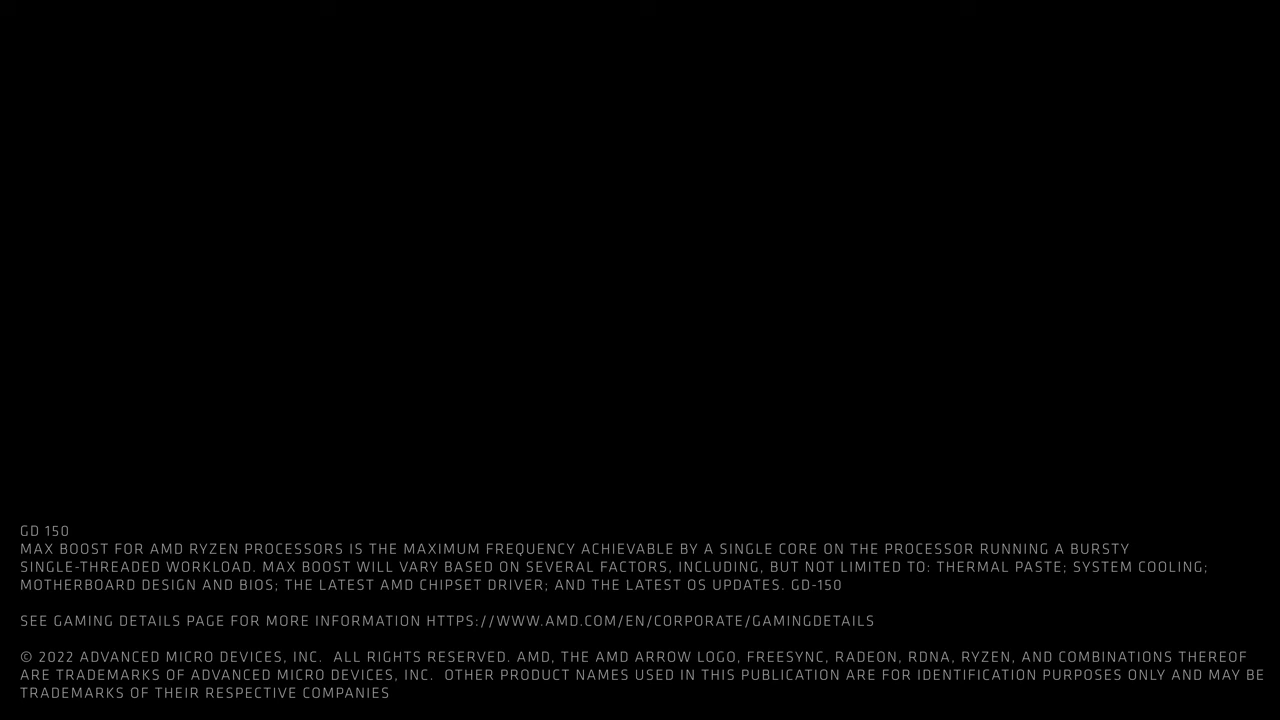 GD 150
MAX BOOST FOR AMD RYZEN PROCESSORS IS THE MAXIMUM FREQUENCY ACHIEVABLE BY A SINGLE CORE ON THE PROCESSOR RUNNING A BURSTY
SINGLE-THREADED WORKLOAD. MAX BOOST WILL VARY BASED ON SEVERAL FACTORS, INCLUDING, BUT NOT LIMITED TO: THERMAL PASTE; SYSTEM COOLING;
MOTHERBOARD DESIGN AND BIOS; THE LATEST AMD CHIPSET DRIVER; AND THE LATEST OS UPDATES. GD-150
SEE GAMING DETAILS PAGE FOR MORE INFORMATION HTTPS://WWW.AMD.COM/EN/CORPORATE/GAMINGDETAILS
© 2022 ADVANCED MICRO DEVICES, INC.  ALL RIGHTS RESERVED. AMD, THE AMD ARROW LOGO, FREESYNC, RADEON, RDNA, RYZEN, AND COMBINATIONS THEREOF
ARE TRADEMARKS OF ADVANCED MICRO DEVICES, INC.  OTHER PRODUCT NAMES USED IN THIS PUBLICATION ARE FOR IDENTIFICATION PURPOSES ONLY AND MAY BE
TRADEMARKS OF THEIR RESPECTIVE COMPANIES